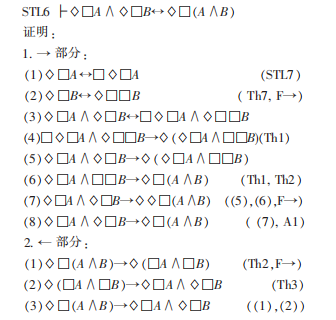 STL6 ├◇□A∧◇□B↔◇□(A∧B)
证明：
1. → 部分：
(1)◇□A↔□◇□A (STL7)
(2)◇□B↔◇□□B ( Th7, F→)
(3)◇□A∧◇□B↔□◇□A∧◇□□B
(4)□◇□A∧◇□□B→◇(◇□A∧□□B)(Th1)
(5)◇□A∧◇□B→◇(◇□A∧□□B)
(6)◇□A∧□□B→◇□(A∧B) (Th1, Th2)
(7)◇□A∧◇□B→◇◇□(A∧B) ((5),(6),F→)
(8)◇□A∧◇□B→◇□(A∧B) ( (7), A1)
2. ← 部分：
(1)◇□(A∧B)→◇(□A∧□B) (Th2,F→)
(2)◇(□A∧□B)→◇□A∧◇□B (Th3)
(3)◇□(A∧B)→◇□A∧◇□B ((1),(2))